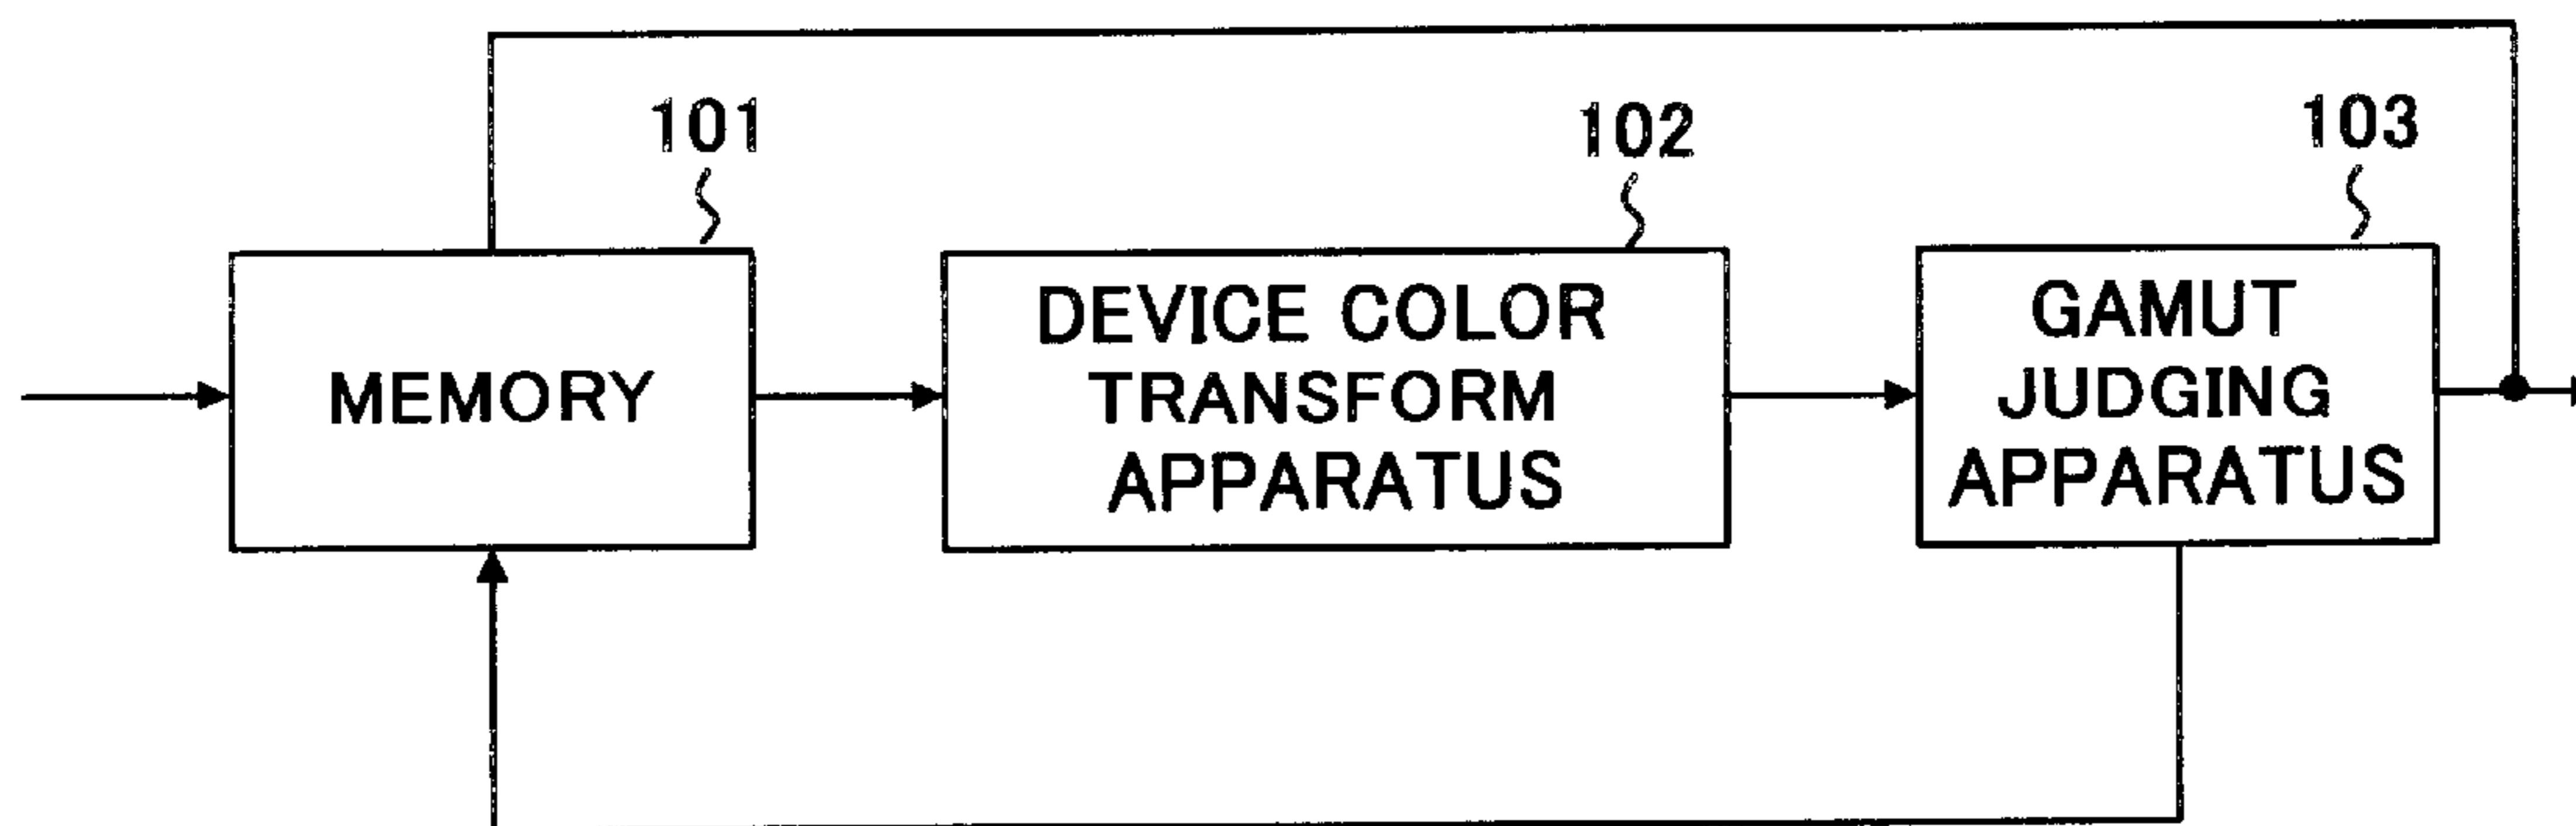 101
102
103
MEMORY
DEVICE COLOR
TRANSFORM
APPARATUS
GAMUT
JUDGING
APPARATUS